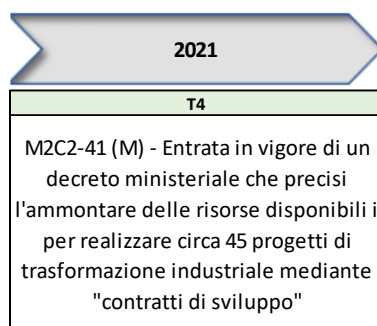 2021
T4
M2C2-41 (M) - Entrata in vigore di un
decreto ministeriale che precisi
l'ammontare delle risorse disponibili i
per realizzare circa 45 progetti di
trasformazione industriale mediante
"contratti di sviluppo"